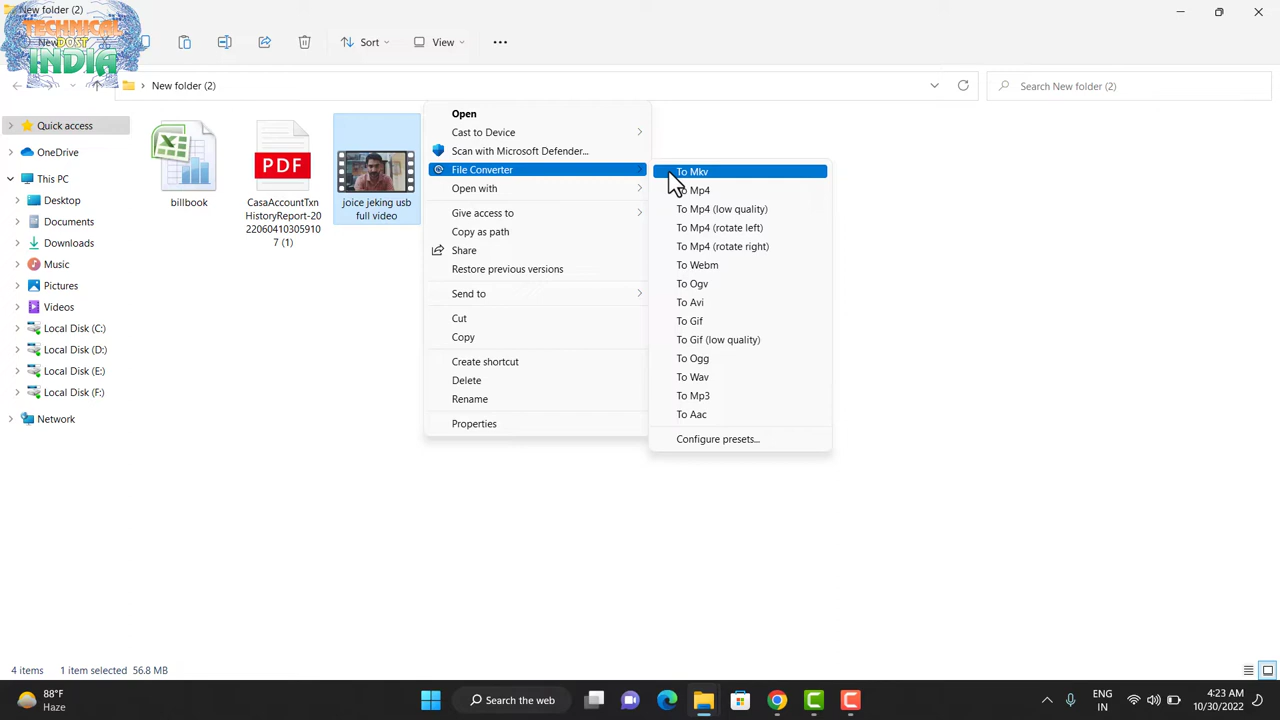 New folder (2)
TECHNICAL
POST
INDIA
New
Sort
View
New folder (2)
Search New folder (2)
Quick access
OneDrive
This PC
Desktop
Documents
Downloads
Music
Pictures
Videos
Local Disk (C:)
Local Disk (D:)
Local Disk (E:)
Local Disk (F:)
Network
billbook
PDF
CasaAccountTxn
HistoryReport-20
22060410305910
7 (1)
joice jeking usb
full video
Open
Cast to Device
Scan with Microsoft Defender...
File Converter
Open with
Give access to
Copy as path
Share
Restore previous versions
Send to
Cut
Copy
Create shortcut
Delete
Rename
Properties
To Mkv
To Mp4
To Mp4 (low quality)
To Mp4 (rotate left)
To Mp4 (rotate right)
To Webm
To Ogv
To Avi
To Gif
To Gif (low quality)
To Ogg
To Wav
To Mp3
To Aac
Configure presets...
4 items
1 item selected 56.8 MB
88°F
Haze
Search the web
ENG
IN
4:23 AM
10/30/2022